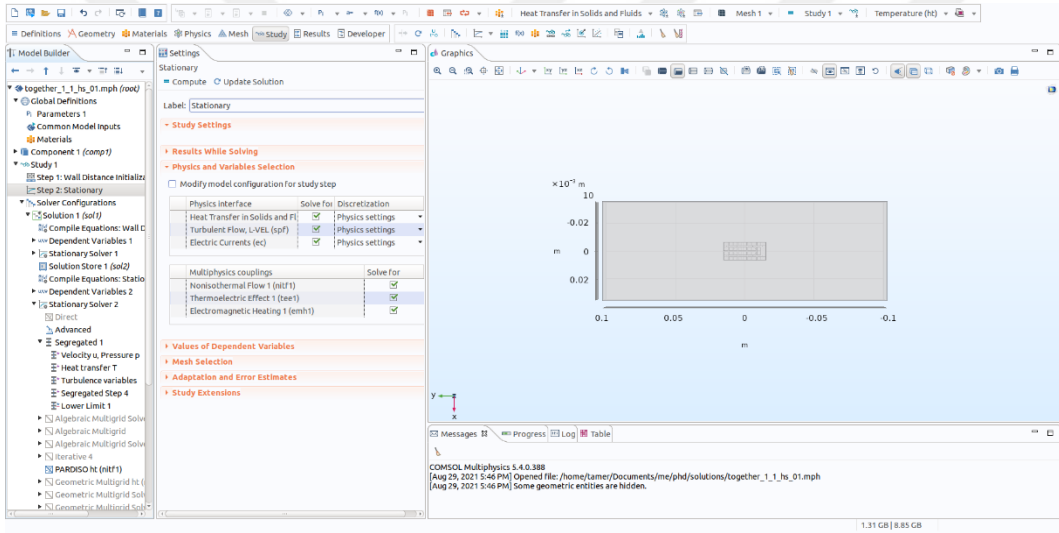 Heat Transfer in Solids and Fluids
Mesh 1
Study 1
Temperature (ht)
Definitions
Geometry
Materials
Physics
Mesh
Study
Results
Developer
Model Builder
together_1_1_hs_01.mph (root)
Global Definitions
Parameters 1
Common Model Inputs
Materials
Component 1 (comp1)
Study 1
Step 1: Wall Distance Initializa
Step 2: Stationary
Solver Configurations
Solution 1 (sol1)
Compile Equations: Wall D
Dependent Variables 1
Stationary Solver 1
Solution Store 1 (sol2)
Compile Equations: Statio
Dependent Variables 2
Stationary Solver 2
Direct
Advanced
Segregated 1
Velocity u, Pressure p
Heat transfer T
Turbulence variables
Segregated Step 4
Lower Limit 1
Algebraic Multigrid Solve
Algebraic Multigrid
Algebraic Multigrid Solve
Iterative 4
PARDISO ht (nitf1)
Geometric Multigrid ht (
Geometric Multigrid Solv
Geometric Multigrid Solv
Settings
Stationary
Compute
Update Solution
Label: Stationary
Study Settings
Results While Solving
Physics and Variables Selection
Modify model configuration for study step
Physics interface Solve for Discretization
Heat Transfer in Solids and Fl Physics settings
Turbulent Flow, L-VEL (spf) Physics settings
Electric Currents (ec) Physics settings
Multiphysics couplings Solve for
Nonisothermal Flow 1 (nitf1)
Thermoelectric Effect 1 (tee1)
Electromagnetic Heating 1 (emh1)
Values of Dependent Variables
Mesh Selection
Adaptation and Error Estimates
Study Extensions
Graphics
×10⁻³ m
10
-0.02
m 0
0.02
0.1 0.05 0 -0.05 -0.1
m
y z
x
Messages
Progress
Log
Table
COMSOL Multiphysics 5.4.0.388
[Aug 29, 2021 5:46 PM] Opened file: /home/tamer/Documents/me/phd/solutions/together_1_1_hs_01.mph
[Aug 29, 2021 5:46 PM] Some geometric entities are hidden.
1.31 GB | 8.85 GB